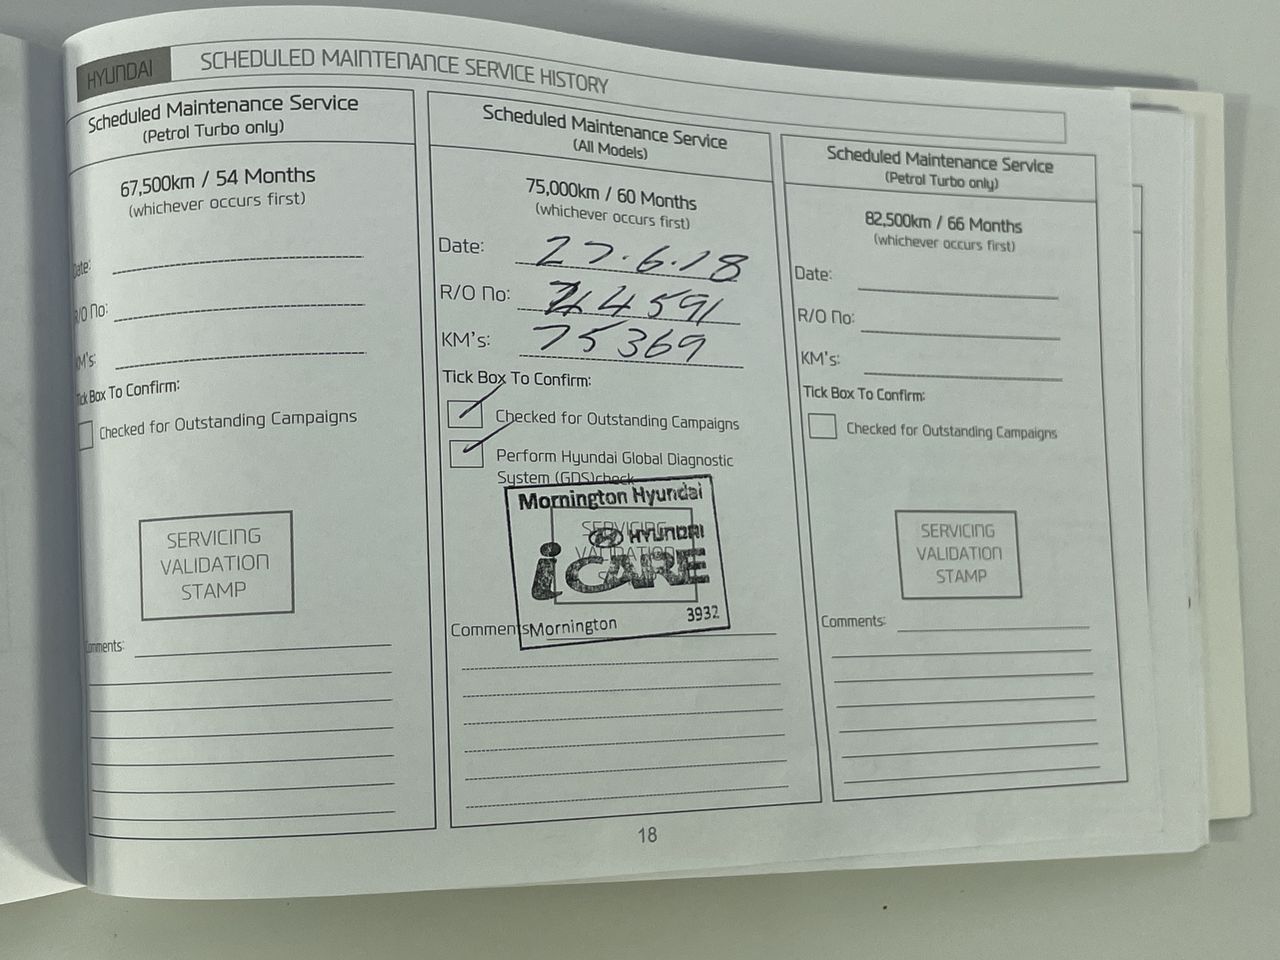 HYUNDAI
SCHEDULED MAINTENANCE SERVICE HISTORY
Scheduled Maintenance Service
(Petrol Turbo only)
67,500km / 54 Months
(whichever occurs first)
Date:
R/O No:
KM's:
Tick Box To Confirm:
Checked for Outstanding Campaigns
SERVICING
VALIDATION
STAMP
Comments:
Scheduled Maintenance Service
(All Models)
75,000km / 60 Months
(whichever occurs first)
Date: 27.6.18
R/O No: 244591
KM's: 75369
Tick Box To Confirm:
Checked for Outstanding Campaigns
Perform Hyundai Global Diagnostic
System (GDS)check
Mornington Hyundai
SERVICING
HYUNDAI
VALIDATION
iCARE
3932
Comments
Mornington
Scheduled Maintenance Service
(Petrol Turbo only)
82,500km / 66 Months
(whichever occurs first)
Date:
R/O No:
KM's:
Tick Box To Confirm:
Checked for Outstanding Campaigns
SERVICING
VALIDATION
STAMP
Comments:
18